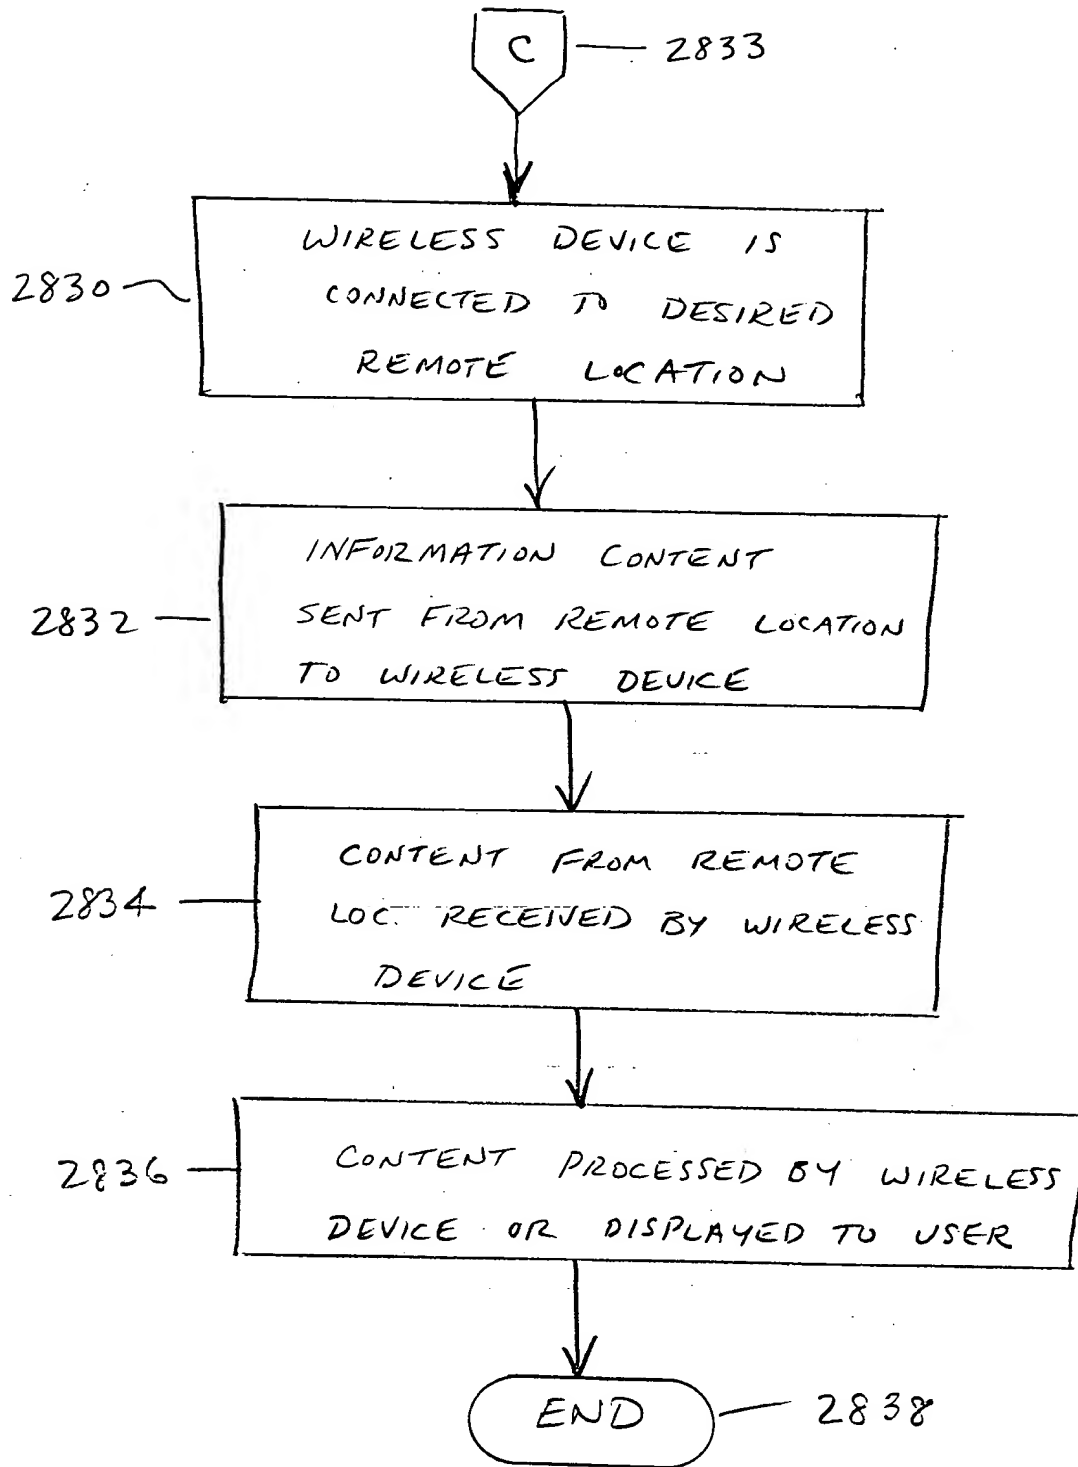 C 2833
WIRELESS DEVICE IS
2830 CONNECTED TO DESIRED
REMOTE LOCATION
INFORMATION CONTENT
2832 SENT FROM REMOTE LOCATION
TO WIRELESS DEVICE
CONTENT FROM REMOTE
2834 LOC. RECEIVED BY WIRELESS
DEVICE
2836 CONTENT PROCESSED BY WIRELESS
DEVICE OR DISPLAYED TO USER
END 2838